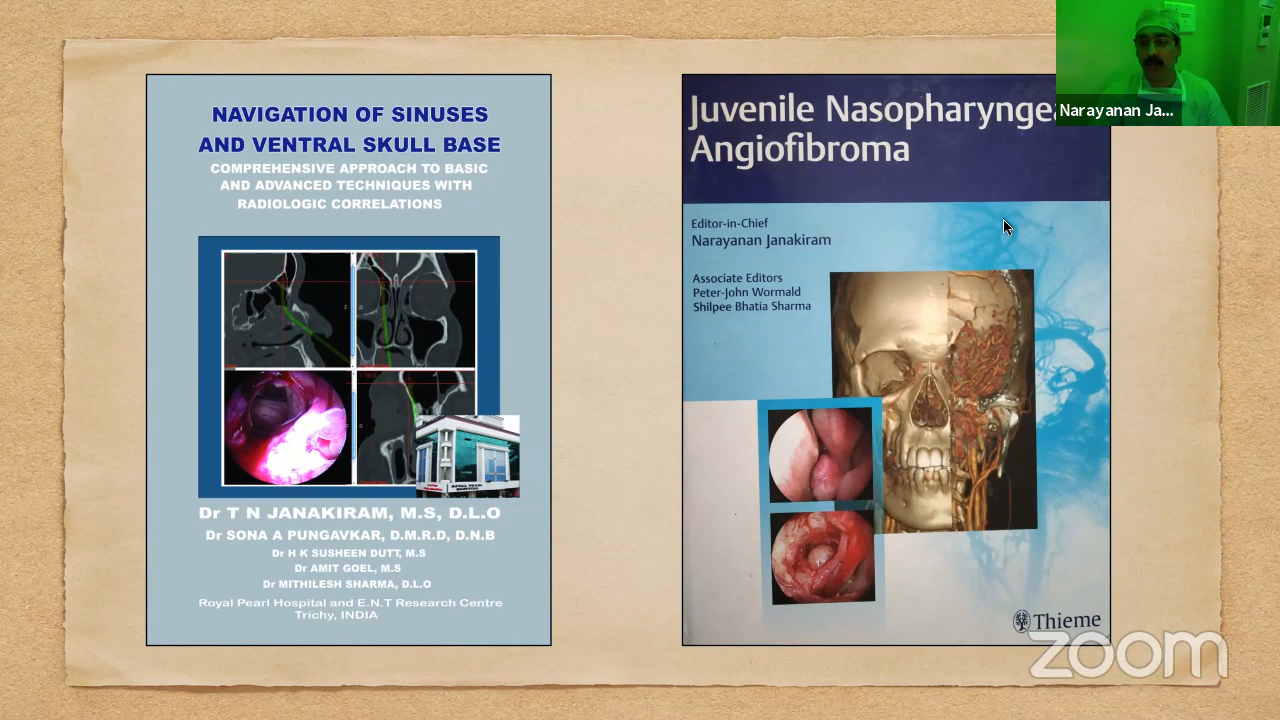 NAVIGATION OF SINUSES
AND VENTRAL SKULL BASE
COMPREHENSIVE APPROACH TO BASIC
AND ADVANCED TECHNIQUES WITH
RADIOLOGIC CORRELATIONS
Dr T N JANAKIRAM, M.S, D.L.O
Dr SONA A PUNGAVKAR, D.M.R.D, D.N.B
Dr H K SUSHEEN DUTT, M.S
Dr AMIT GOEL, M.S
Dr MITHILESH SHARMA, D.L.O
Royal Pearl Hospital and E.N.T Research Centre
Trichy, INDIA
Juvenile Nasopharyngea
Angiofibroma
Editor-in-Chief
Narayanan Janakiram
Associate Editors
Peter-John Wormald
Shilpee Bhatia Sharma
Thieme
Narayanan Ja...
zoom